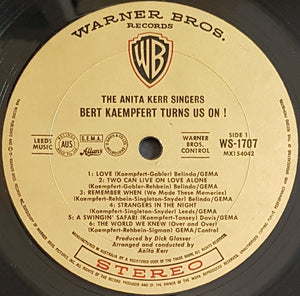 WARNER BROS.
RECORDS
WB
THE ANITA KERR SINGERS
BERT KAEMPFERT TURNS US ON !
LEEDS
MUSIC
AUS
G.E.M.A.
Allans
WARNER
BROS.
CONTROL
SIDE 1
WS-1707
MX154042
1: LOVE (Kaempfert-Gabler) Belinda/GEMA
2: TWO CAN LIVE ON LOVE ALONE
(Kaempfert-Gabler-Rehbein) Belinda/GEMA
3: REMEMBER WHEN (We Made These Memories)
(Kaempfert-Rehbein-Singleton-Snyder) Belinda/GEMA
4: STRANGERS IN THE NIGHT
(Kaempfert-Singleton-Snyder) Leeds/GEMA
5: A SWINGIN' SAFARI (Kaempfert-Tonsey) Davis/GEMA
6: THE WORLD WE KNEW (Over and Over)
(Kaempfert-Rehbein-Sigman) GEMA/Control
Produced by Dick Glasser
Arranged and conducted by
Anita Kerr
STEREO